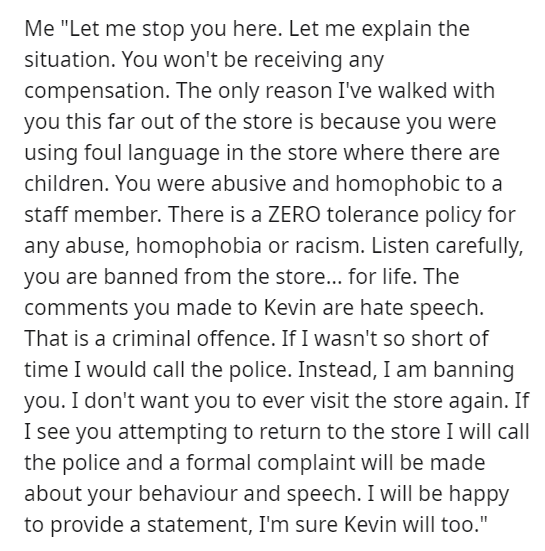 Me "Let me stop you here. Let me explain the
situation. You won't be receiving any
compensation. The only reason I've walked with
you this far out of the store is because you were
using foul language in the store where there are
children. You were abusive and homophobic to a
staff member. There is a ZERO tolerance policy for
any abuse, homophobia or racism. Listen carefully,
you are banned from the store... for life. The
comments you made to Kevin are hate speech.
That is a criminal offence. If I wasn't so short of
time I would call the police. Instead, I am banning
you. I don't want you to ever visit the store again. If
I see you attempting to return to the store I will call
the police and a formal complaint will be made
about your behaviour and speech. I will be happy
to provide a statement, I'm sure Kevin will too."